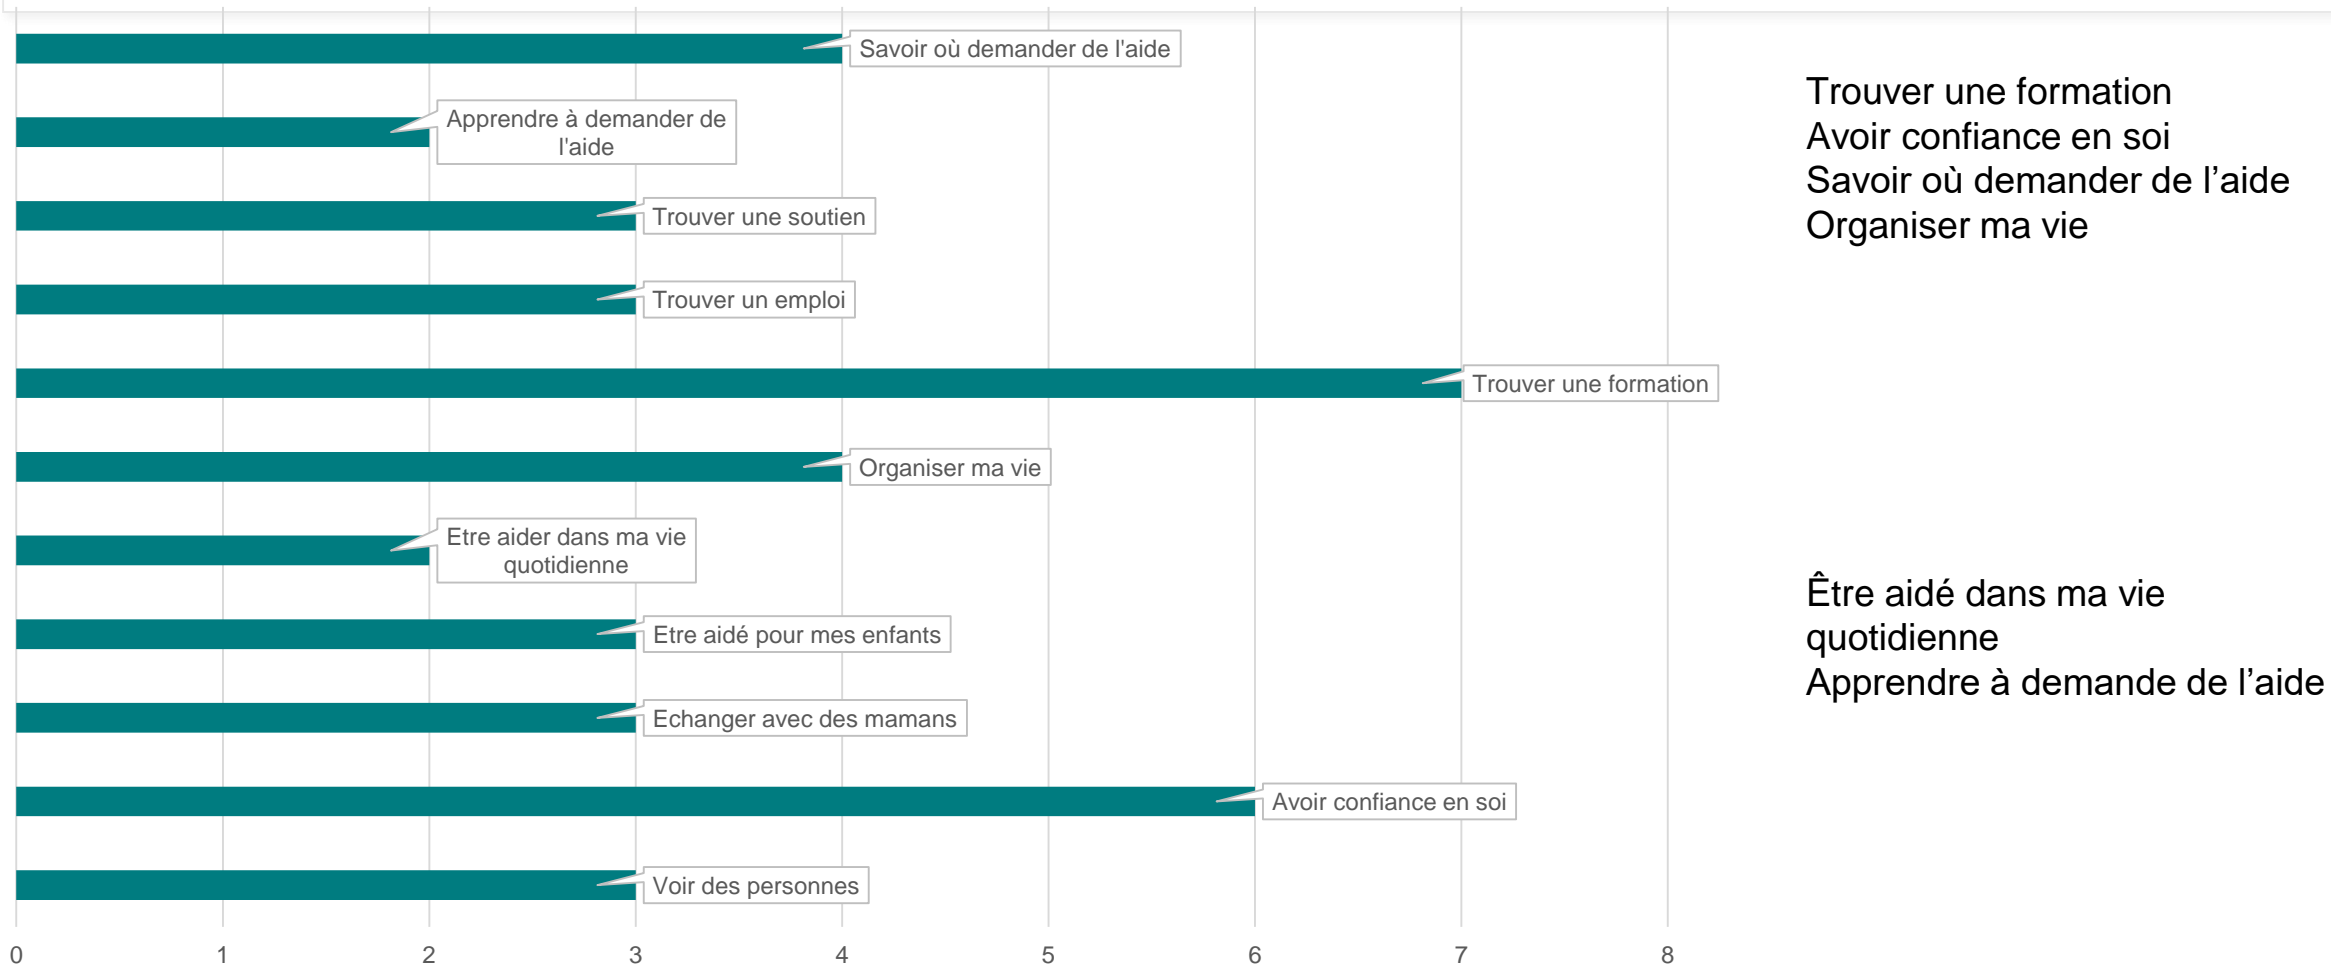 Savoir où demander de l'aide
Apprendre à demander de
l'aide
Trouver une soutien
Trouver un emploi
Trouver une formation
Organiser ma vie
Etre aider dans ma vie
quotidienne
Etre aidé pour mes enfants
Echanger avec des mamans
Avoir confiance en soi
Voir des personnes
0 1 2 3 4 5 6 7 8
Trouver une formation
Avoir confiance en soi
Savoir où demander de l’aide
Organiser ma vie
Être aidé dans ma vie
quotidienne
Apprendre à demande de l’aide